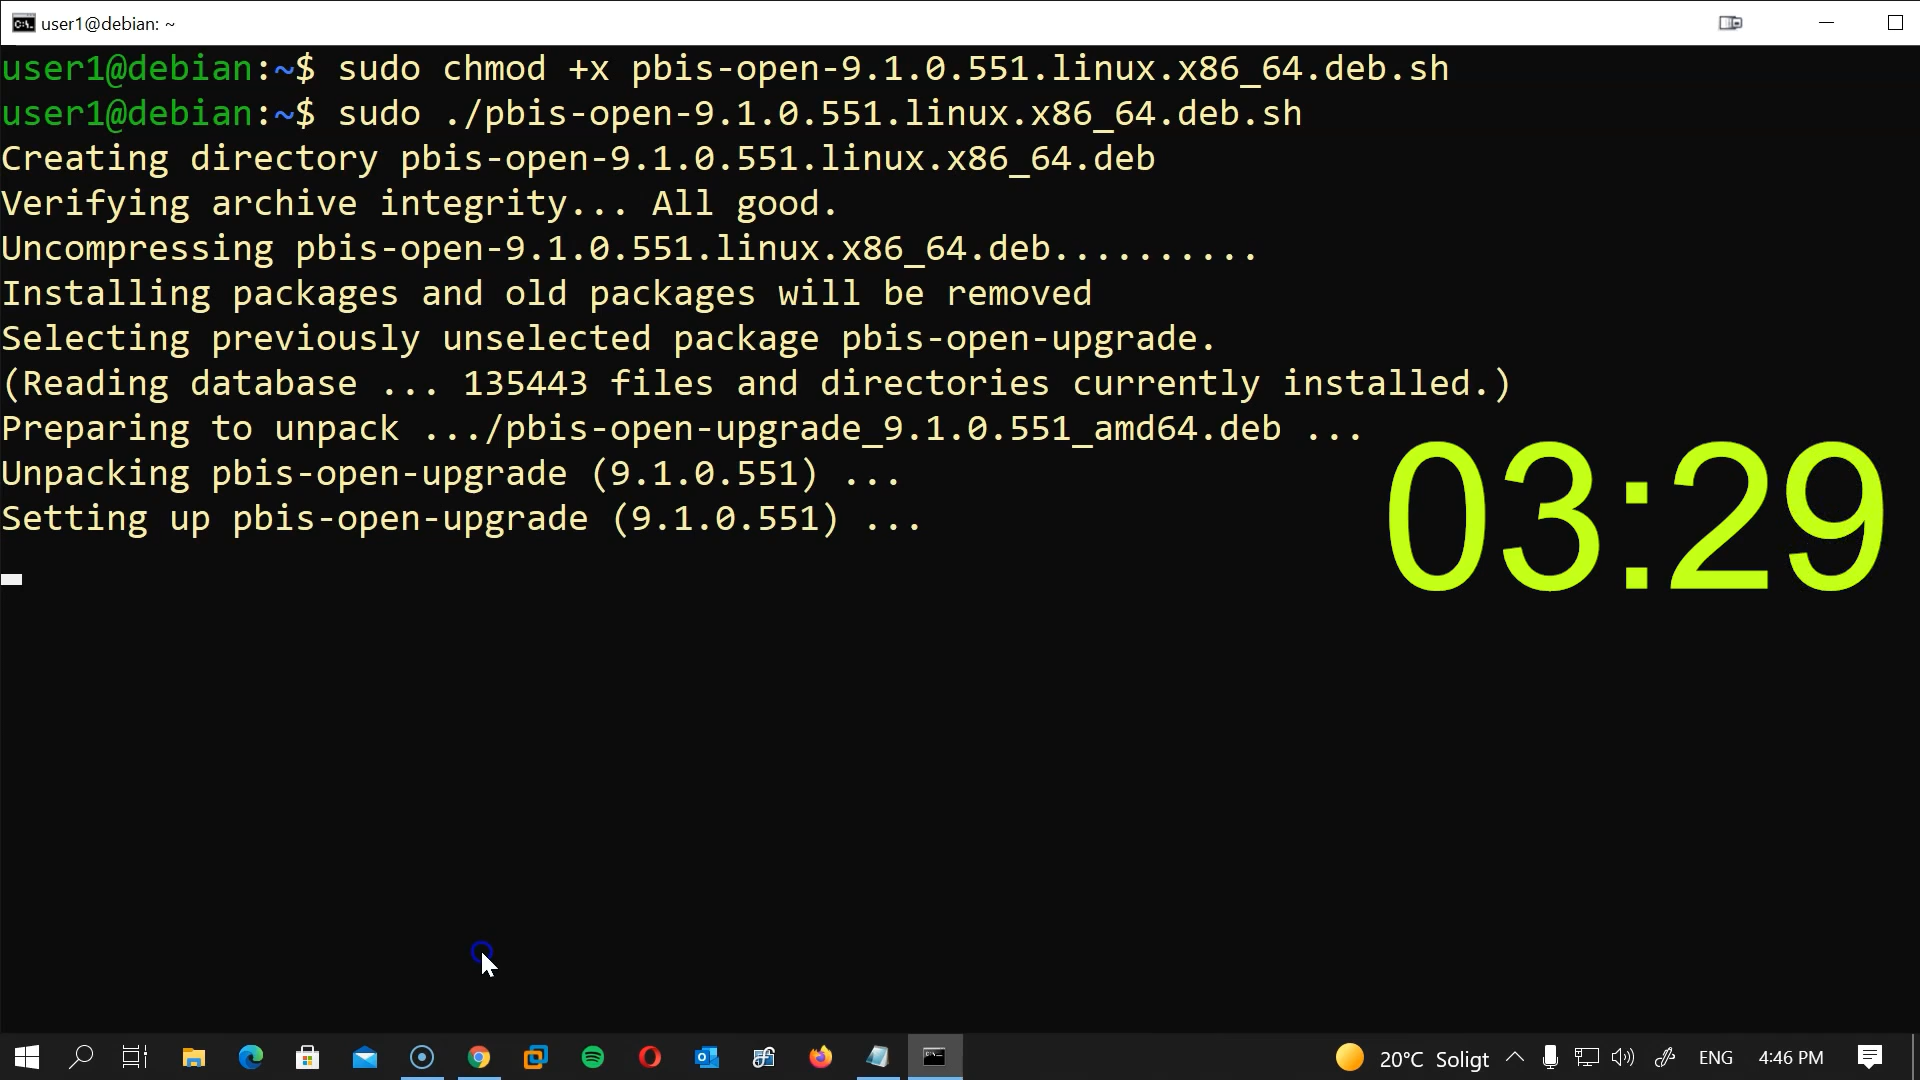 user1@debian: ~
user1@debian:~$ sudo chmod +x pbis-open-9.1.0.551.linux.x86_64.deb.sh
user1@debian:~$ sudo ./pbis-open-9.1.0.551.linux.x86_64.deb.sh
Creating directory pbis-open-9.1.0.551.linux.x86_64.deb
Verifying archive integrity... All good.
Uncompressing pbis-open-9.1.0.551.linux.x86_64.deb..........
Installing packages and old packages will be removed
Selecting previously unselected package pbis-open-upgrade.
(Reading database ... 135443 files and directories currently installed.)
Preparing to unpack .../pbis-open-upgrade_9.1.0.551_amd64.deb ...
Unpacking pbis-open-upgrade (9.1.0.551) ...
Setting up pbis-open-upgrade (9.1.0.551) ...
03:29
20°C Soligt ENG 4:46 PM